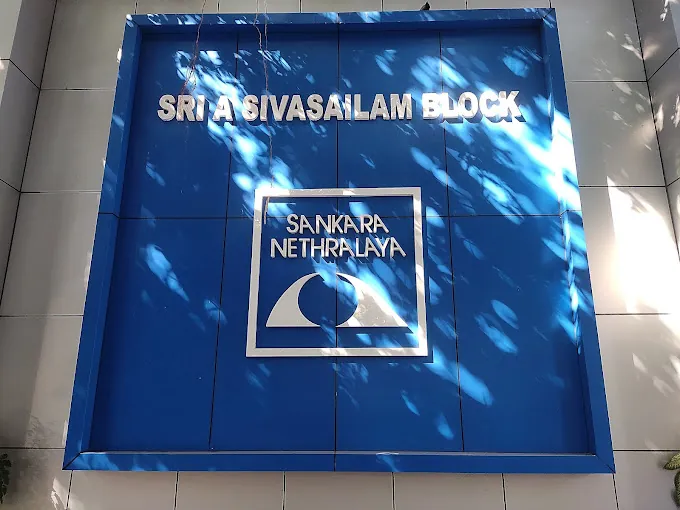 SRI A SIVASAILAM BLOCK
SANKARA
NETHRALAYA